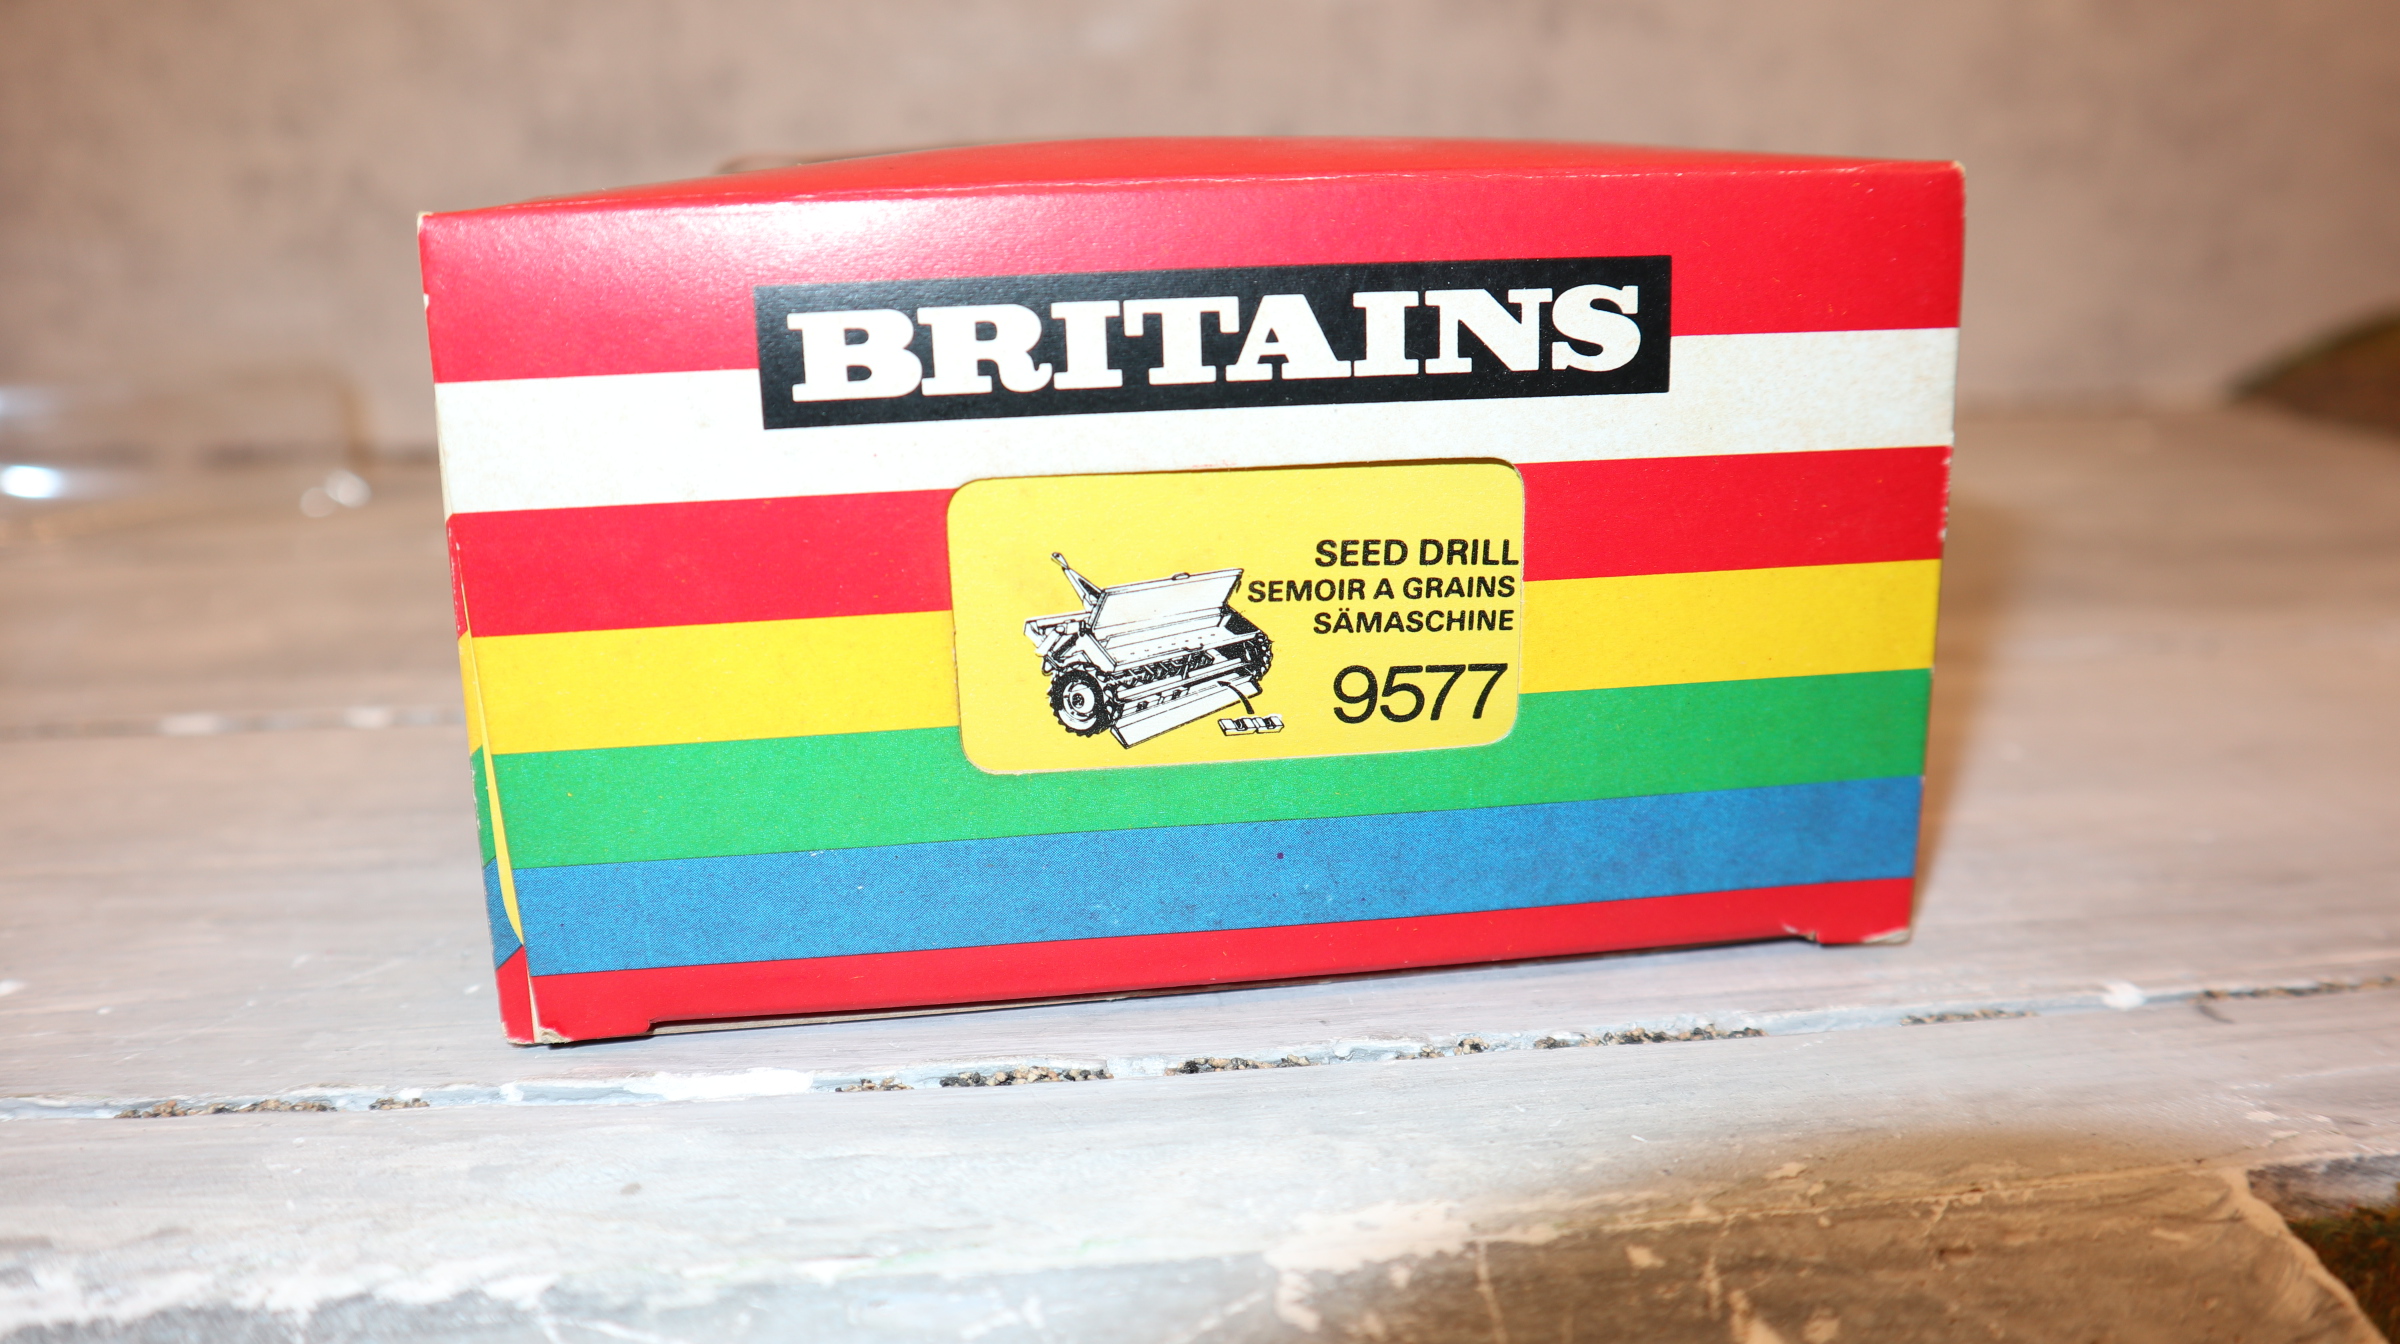 BRITAINS
SEED DRILL
SEMOIR A GRAINS
SÄMASCHINE
9577